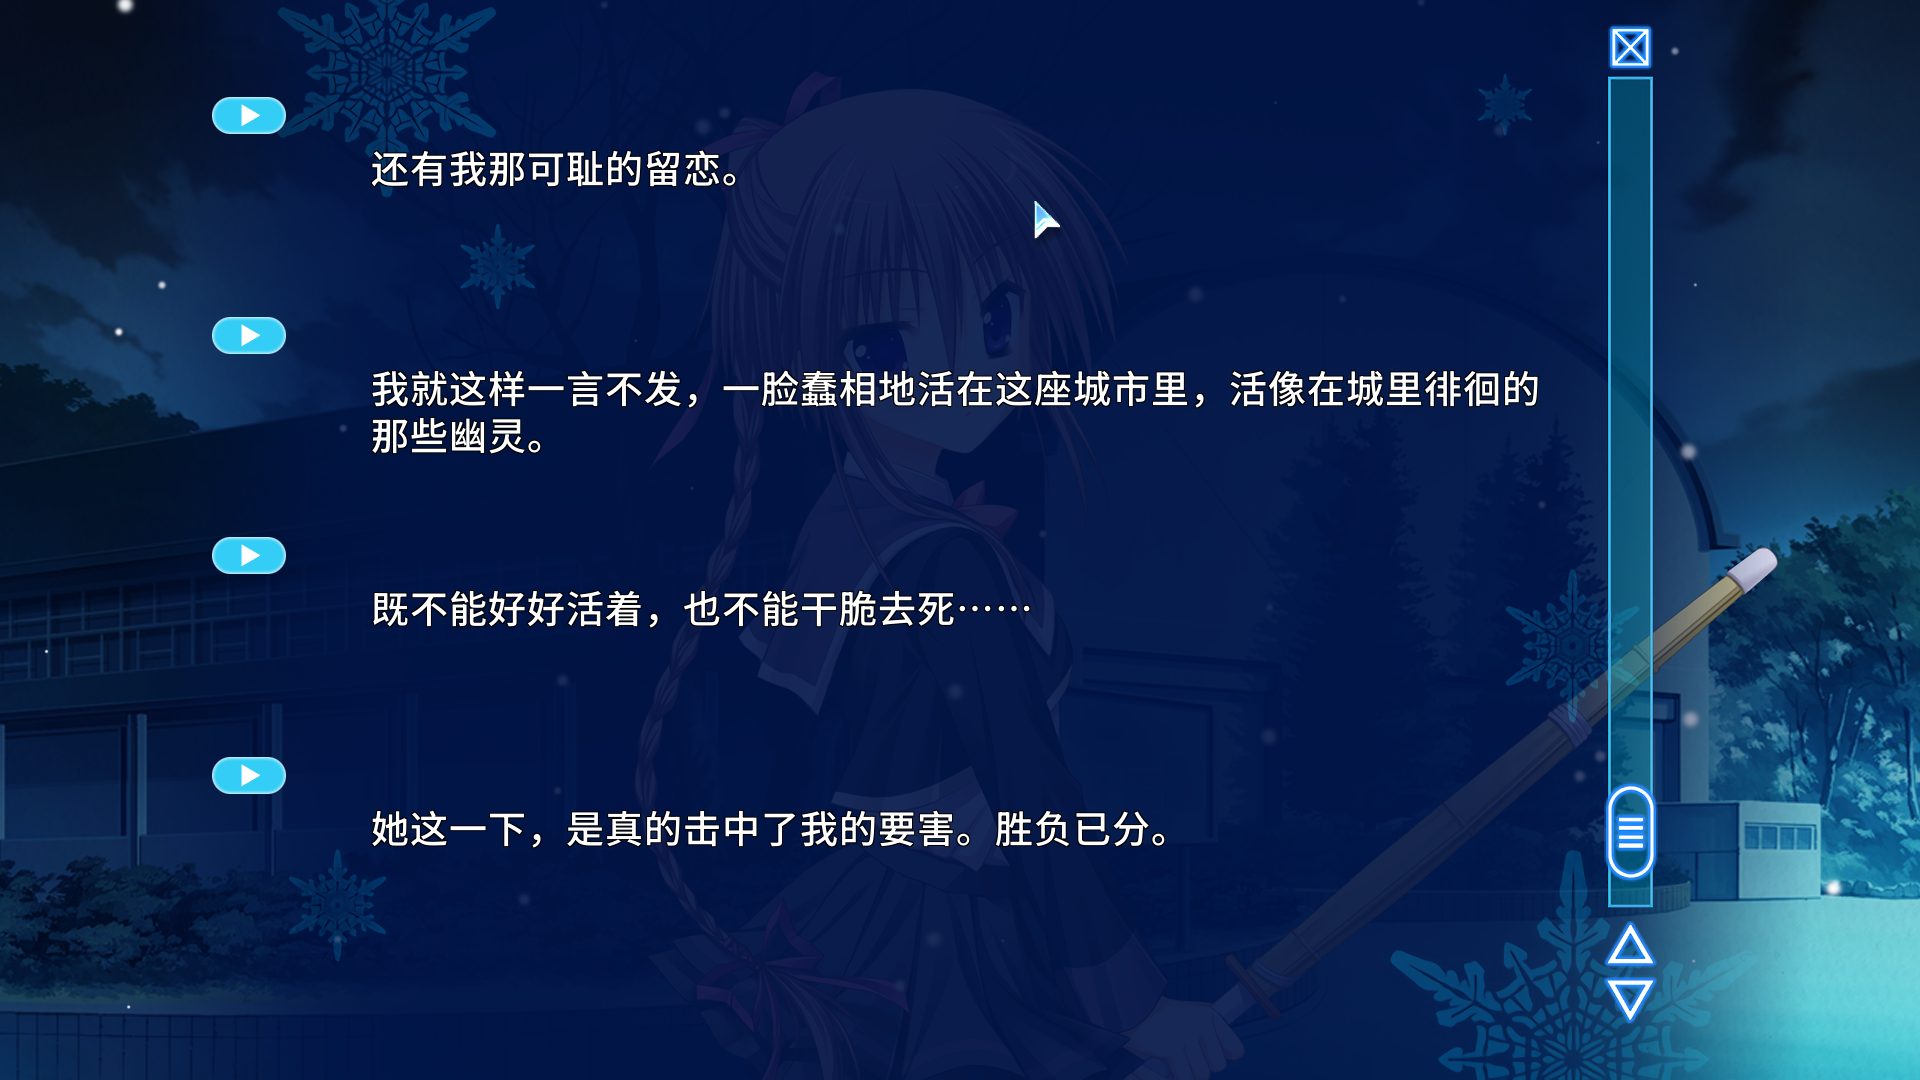 还有我那可耻的留恋。
我就这样一言不发，一脸蠢相地活在这座城市里，活像在城里徘徊的
那些幽灵。
既不能好好活着，也不能干脆去死……
她这一下，是真的击中了我的要害。胜负已分。